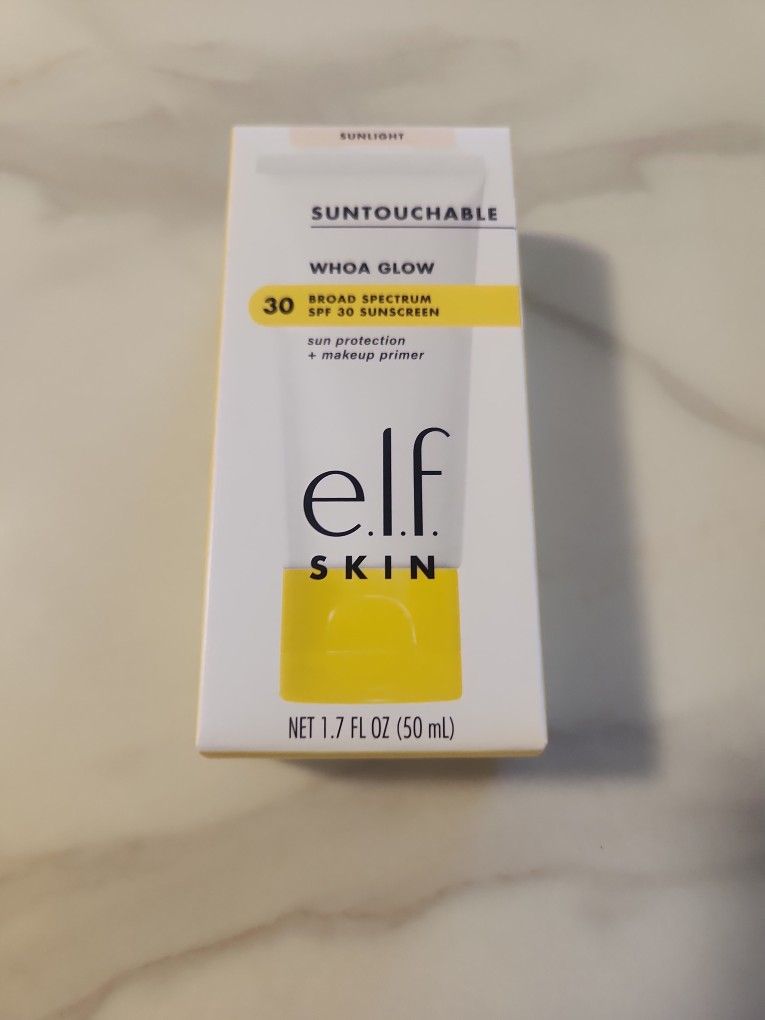 SUNLIGHT
SUNTOUCHABLE
WHOA GLOW
30
BROAD SPECTRUM
SPF 30 SUNSCREEN
sun protection
+ makeup primer
e.l.f.
SKIN
NET 1.7 FL OZ (50 mL)